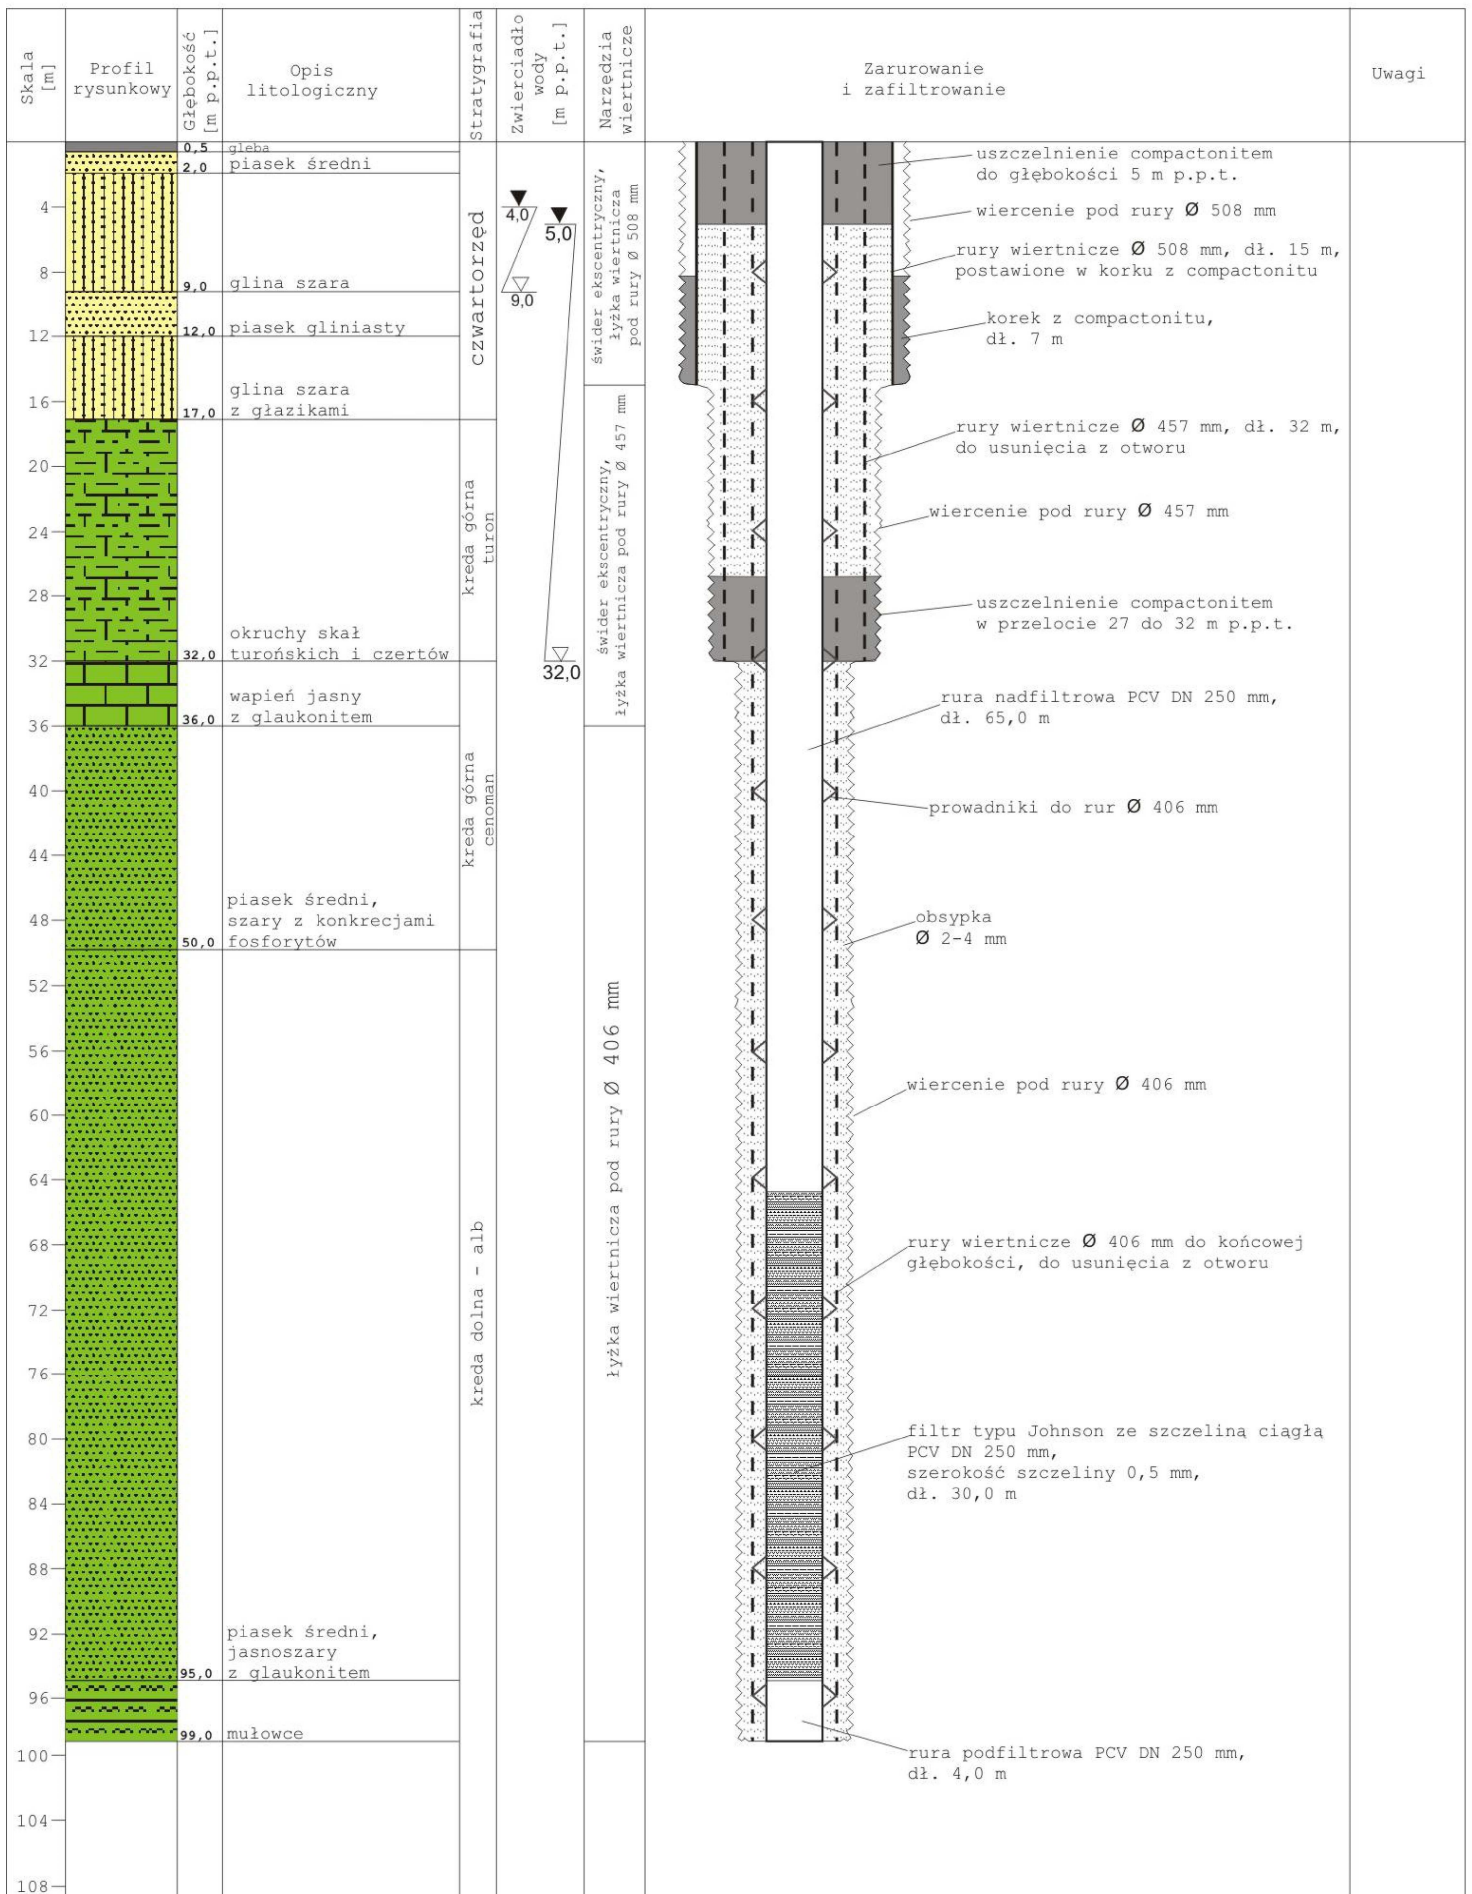 Skala
[m]
Profil
rysunkowy
Głębokość
[m p.p.t.]
Opis
litologiczny
Stratygrafia
Zwierciadło
wody
[m p.p.t.]
Narzędzia
wiertnicze
Zarurowanie
i zafiltrowanie
Uwagi
4
8
12
16
20
24
28
32
36
40
44
48
52
56
60
64
68
72
76
80
84
88
92
96
100
104
108
0,5 gleba
2,0 piasek średni
9,0 glina szara
12,0 piasek gliniasty
glina szara
17,0 z głazikami
okruchy skał
32,0 turońskich i czertów
wapień jasny
36,0 z glaukonitem
piasek średni,
szary z konkrecjami
50,0 fosforytów
piasek średni,
jasnoszary
95,0 z glaukonitem
99,0 mułowce
czwartorzęd
kreda górna
turon
kreda górna
cenoman
kreda dolna - alb
4,0
5,0
9,0
32,0
świder ekscentryczny,
łyżka wiertnicza
pod rury Ø 508 mm
świder ekscentryczny,
łyżka wiertnicza pod rury Ø 457 mm
łyżka wiertnicza pod rury Ø 406 mm
uszczelnienie compactonitem
do głębokości 5 m p.p.t.
wiercenie pod rury Ø 508 mm
rury wiertnicze Ø 508 mm, dł. 15 m,
postawione w korku z compactonitu
korek z compactonitu,
dł. 7 m
rury wiertnicze Ø 457 mm, dł. 32 m,
do usunięcia z otworu
wiercenie pod rury Ø 457 mm
uszczelnienie compactonitem
w przelocie 27 do 32 m p.p.t.
rura nadfiltrowa PCV DN 250 mm,
dł. 65,0 m
prowadniki do rur Ø 406 mm
obsypka
Ø 2-4 mm
wiercenie pod rury Ø 406 mm
rury wiertnicze Ø 406 mm do końcowej
głębokości, do usunięcia z otworu
filtr typu Johnson ze szczeliną ciągłą
PCV DN 250 mm,
szerokość szczeliny 0,5 mm,
dł. 30,0 m
rura podfiltrowa PCV DN 250 mm,
dł. 4,0 m